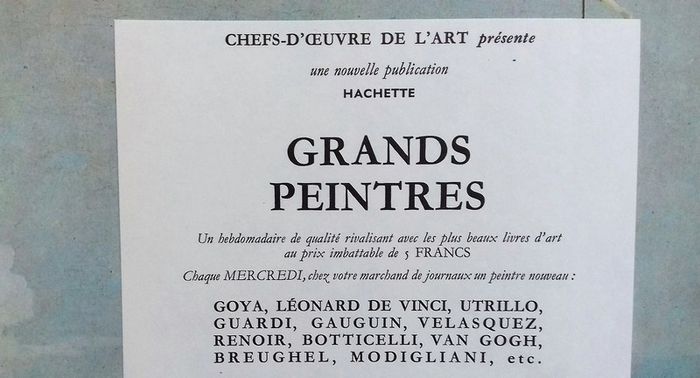 CHEFS-D'ŒUVRE DE L'ART présente
une nouvelle publication
HACHETTE
GRANDS
PEINTRES
Un hebdomadaire de qualité rivalisant avec les plus beaux livres d'art
au prix imbattable de 5 FRANCS
Chaque MERCREDI, chez votre marchand de journaux un peintre nouveau :
GOYA, LÉONARD DE VINCI, UTRILLO,
GUARDI, GAUGUIN, VELASQUEZ,
RENOIR, BOTTICELLI, VAN GOGH,
BREUGHEL, MODIGLIANI, etc.